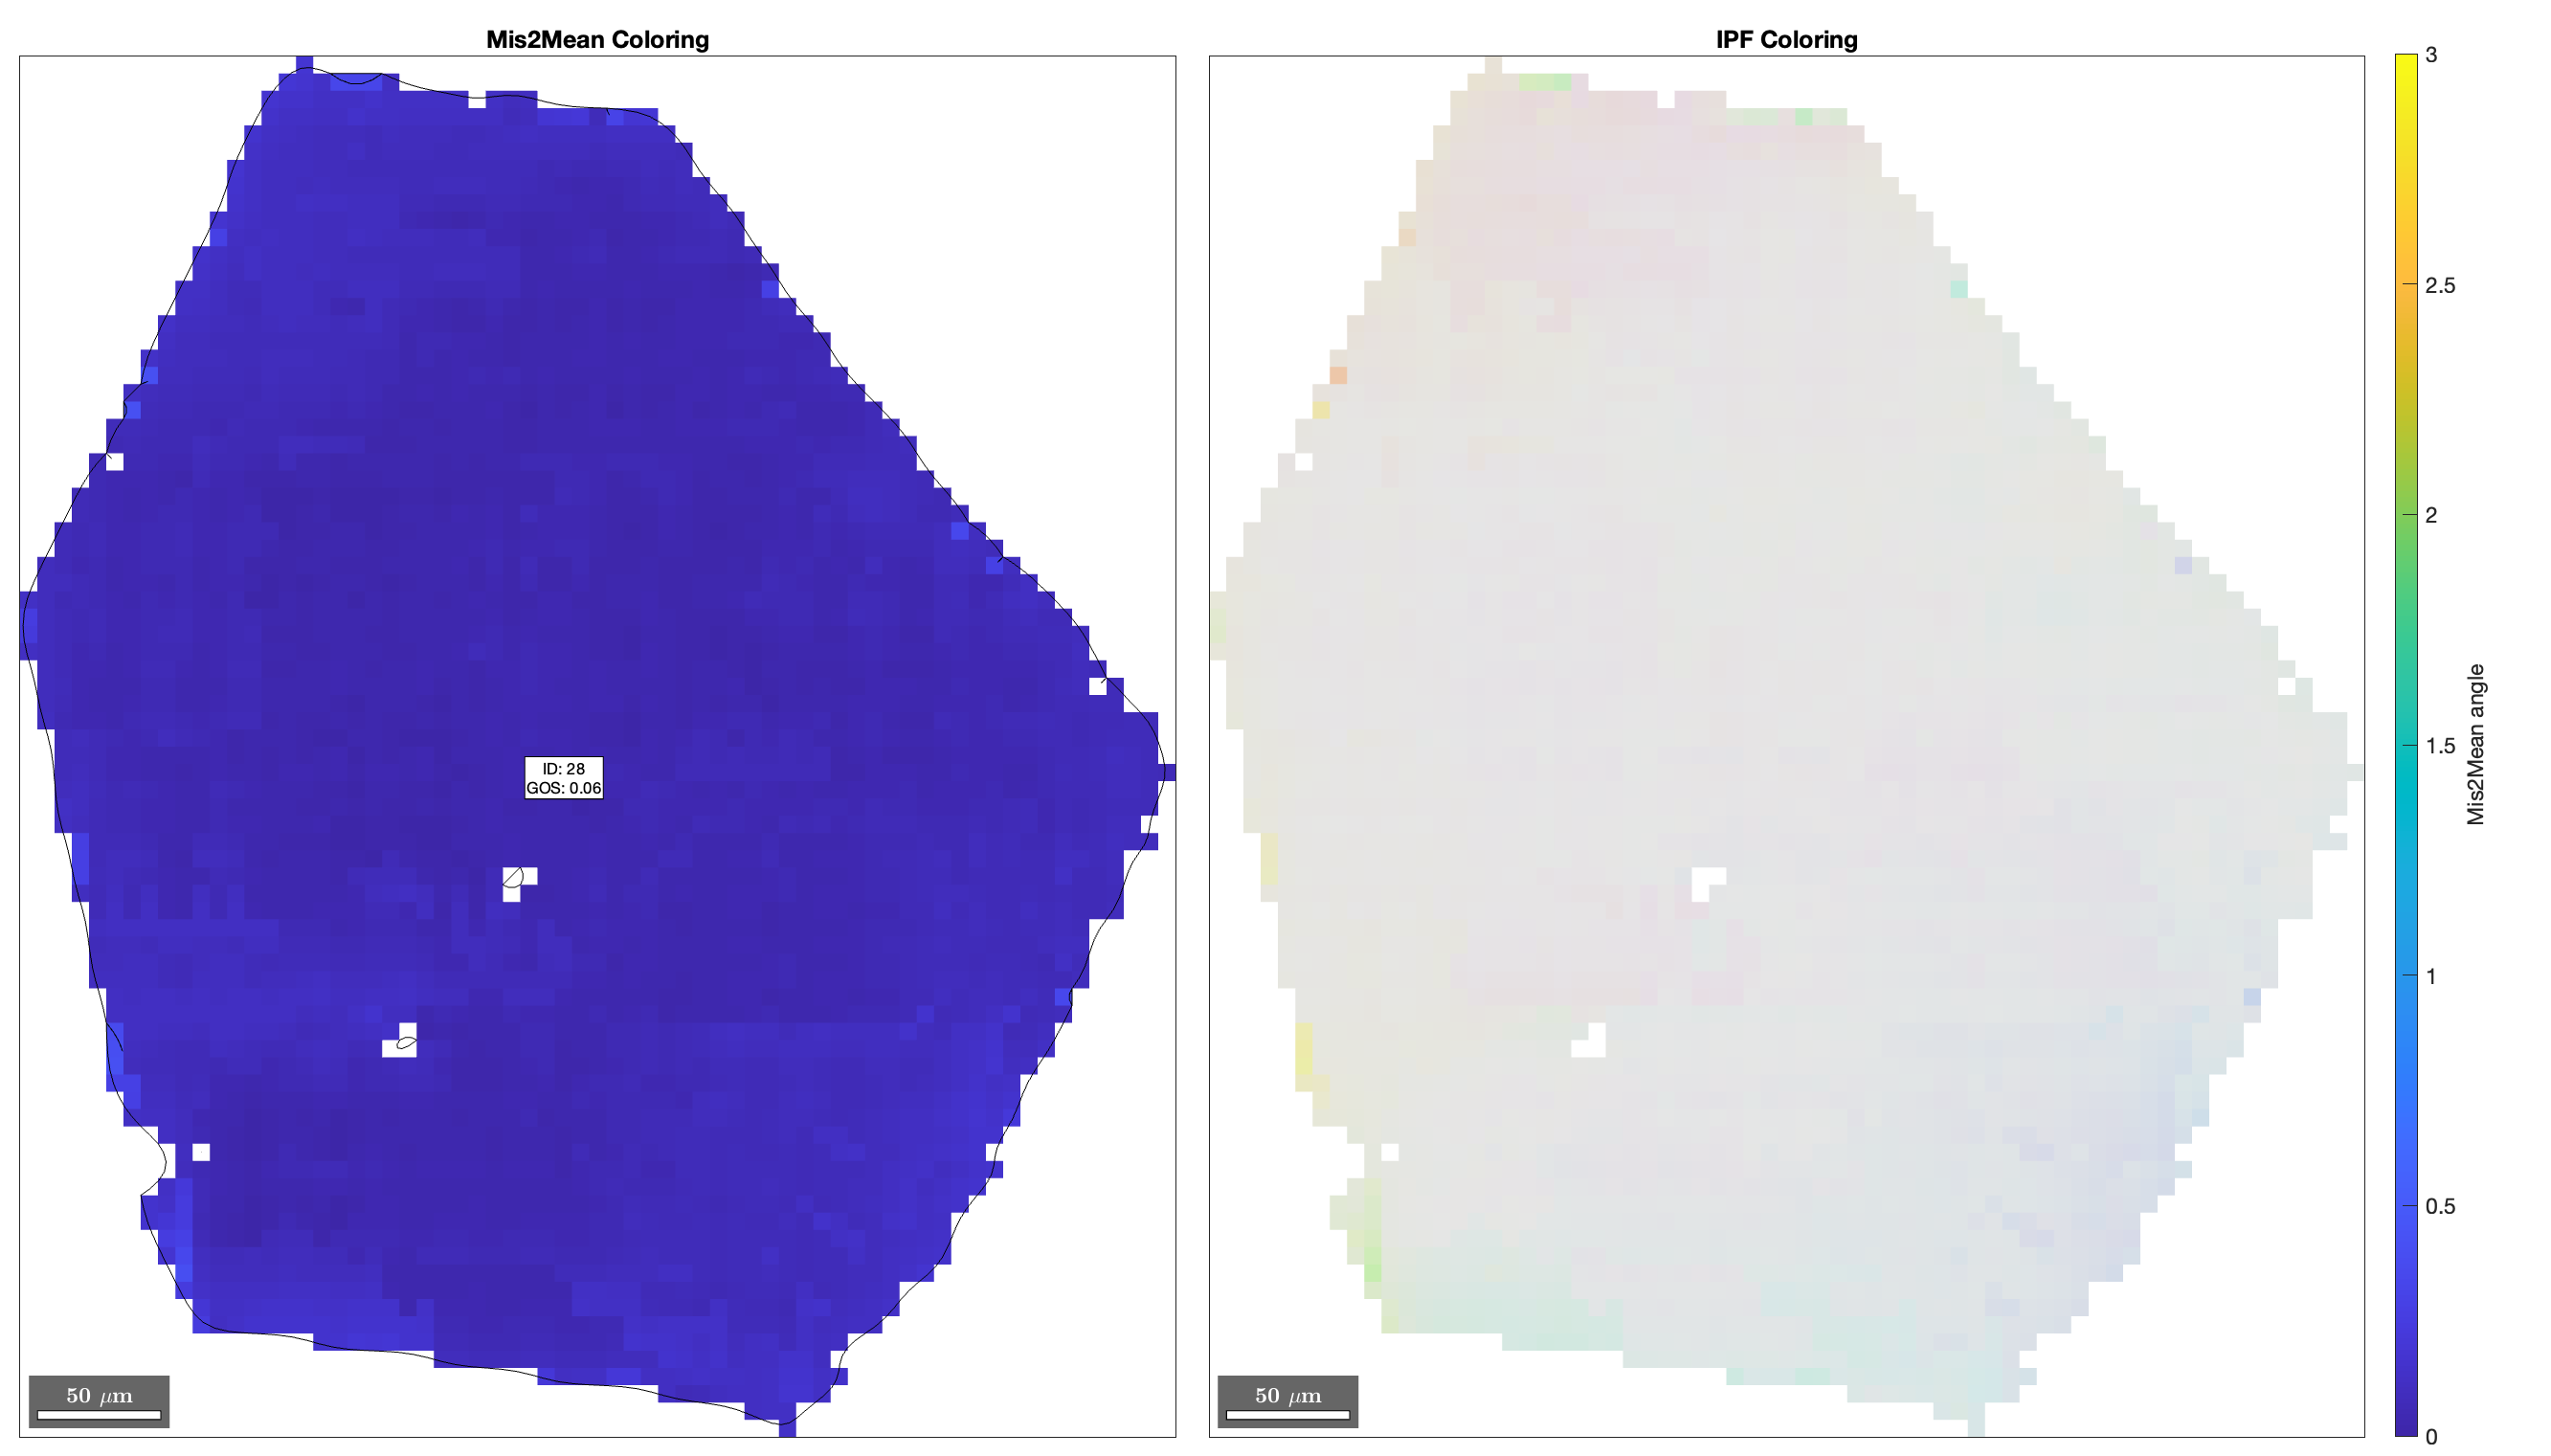 Mis2Mean Coloring
IPF Coloring
ID: 28
GOS: 0.06
50 μm
50 μm
3
2.5
2
1.5
1
0.5
0
Mis2Mean angle